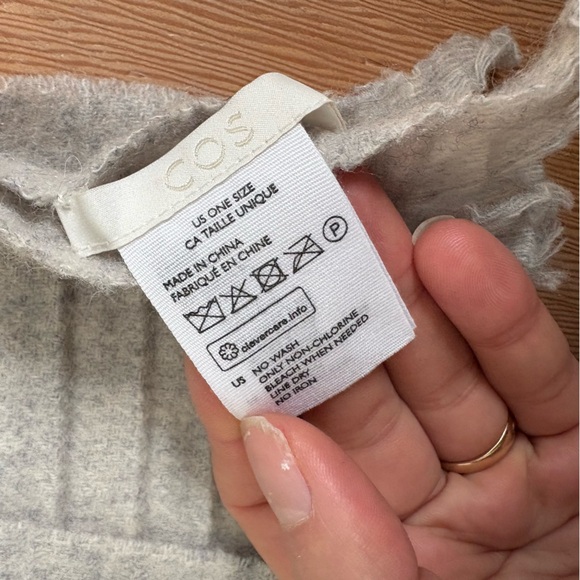 COS
US ONE SIZE
CA TAILLE UNIQUE
MADE IN CHINA
FABRIQUÉ EN CHINE
P
clevercare.info
US NO WASH
ONLY NON-CHLORINE
BLEACH WHEN NEEDED
LINE DRY
NO IRON